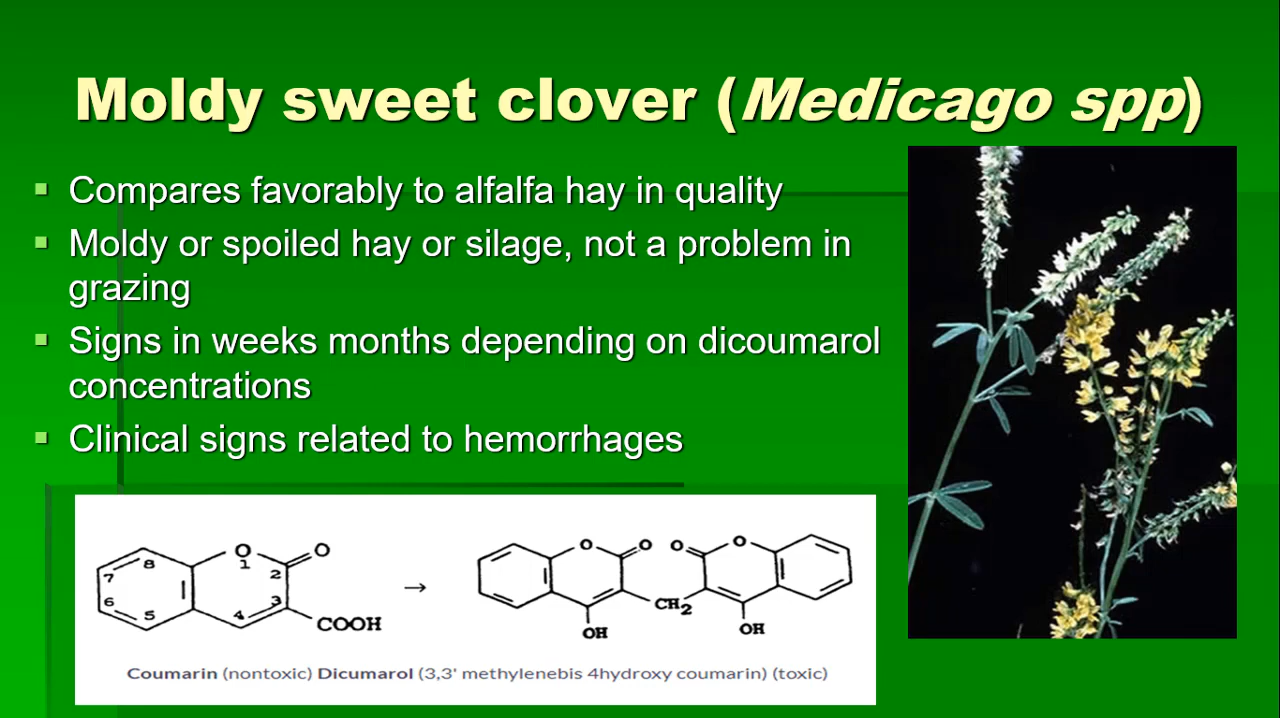 Moldy sweet clover (Medicago spp)
Compares favorably to alfalfa hay in quality
Moldy or spoiled hay or silage, not a problem in
grazing
Signs in weeks months depending on dicoumarol
concentrations
Clinical signs related to hemorrhages
O O
8 1
7 2
6 3
5 4
COOH
→
O O O O
CH2
OH OH
Coumarin (nontoxic) Dicumarol (3,3' methylenebis 4hydroxy coumarin) (toxic)